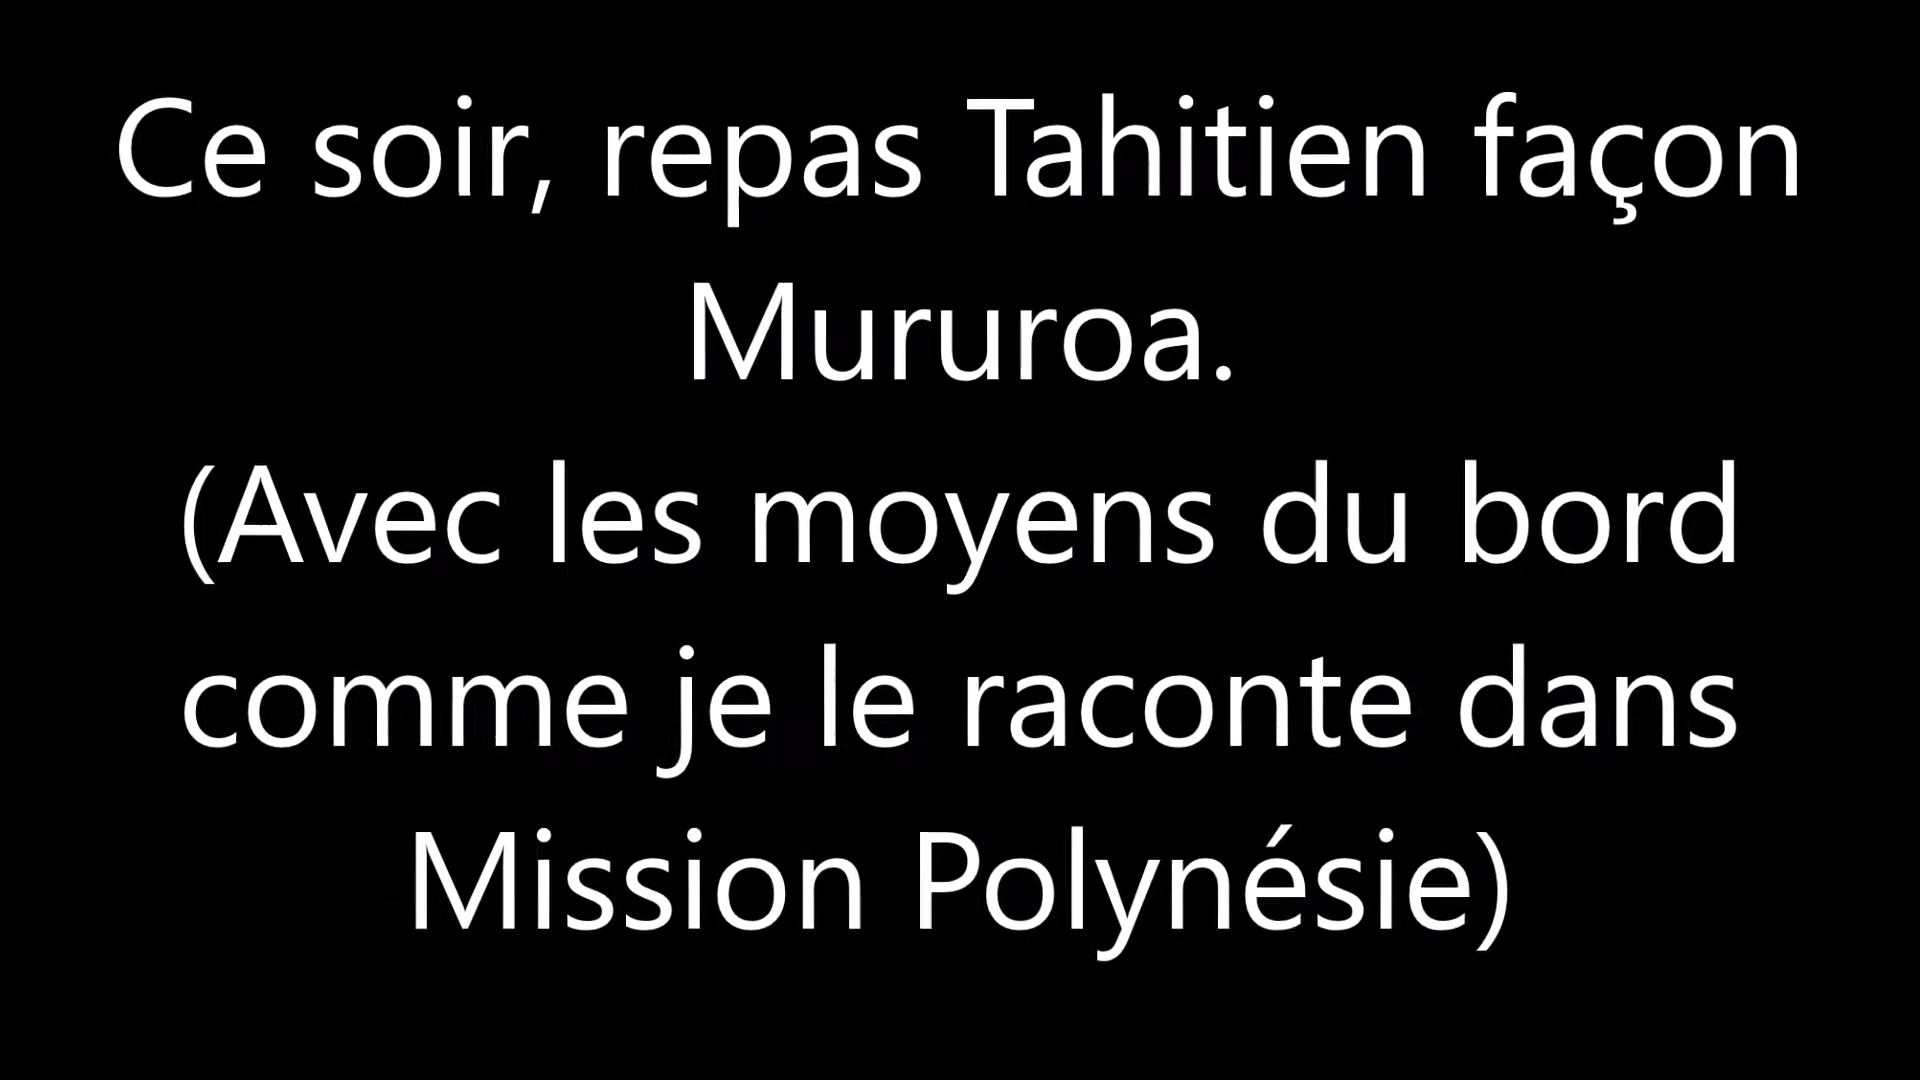 Ce soir, repas Tahitien façon
Mururoa.
(Avec les moyens du bord
comme je le raconte dans
Mission Polynésie)